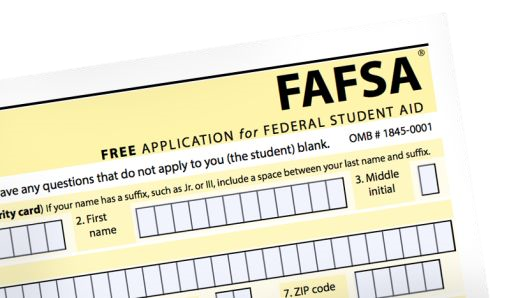 FAFSA®
FREE APPLICATION for FEDERAL STUDENT AID
OMB # 1845-0001
ave any questions that do not apply to you (the student) blank.
rity card) If your name has a suffix, such as Jr. or III, include a space between your last name and suffix.
2. First
name
3. Middle
initial
7. ZIP code